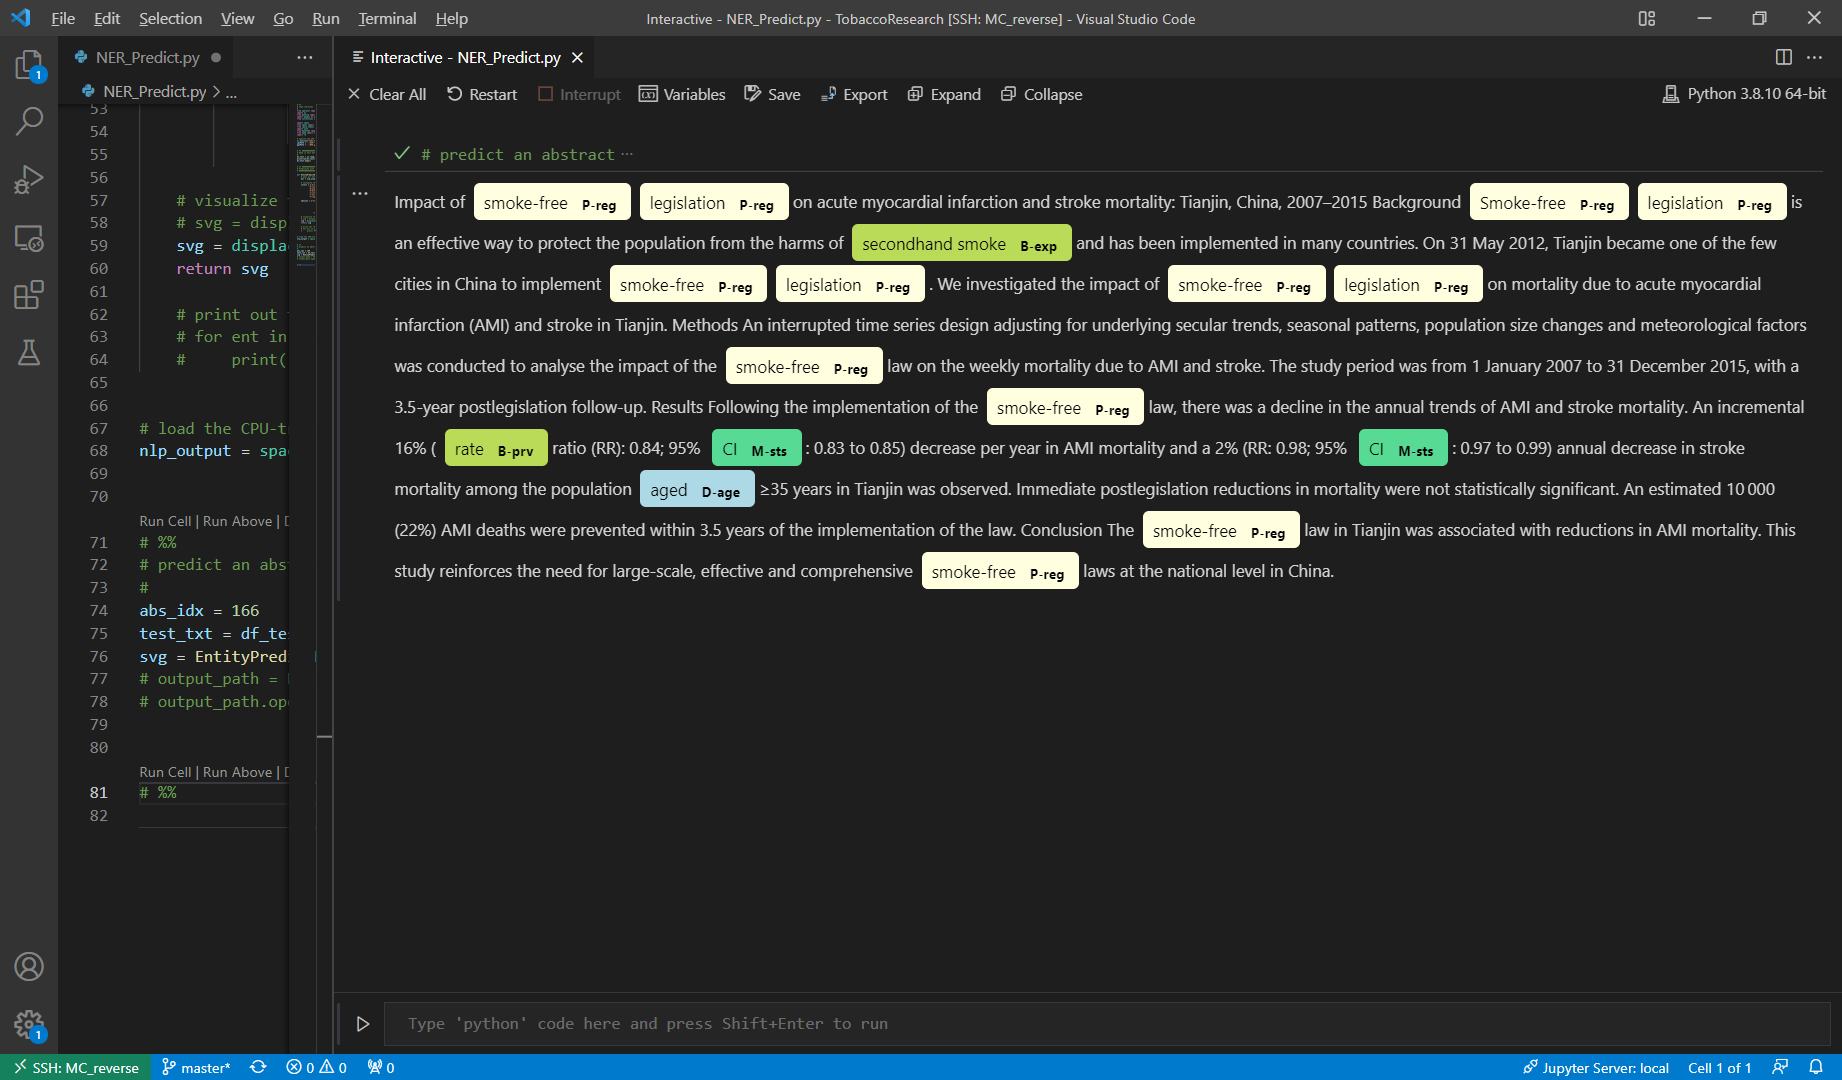 File Edit Selection View Go Run Terminal Help
Interactive - NER_Predict.py - TobaccoResearch [SSH: MC_reverse] - Visual Studio Code
1
NER_Predict.py
NER_Predict.py > ...
53
54
55
56
57 # visualize
58 # svg = disp
59 svg = displa
60 return svg
61
62 # print out
63 # for ent in
64 # print(
65
66
67 # load the CPU-t
68 nlp_output = spa
69
70
Run Cell | Run Above | D
71 # %%
72 # predict an abs
73 #
74 abs_idx = 166
75 test_txt = df_te
76 svg = EntityPred
77 # output_path =
78 # output_path.op
79
80
Run Cell | Run Above | D
81 # %%
82
Interactive - NER_Predict.py
Clear All Restart Interrupt Variables Save Export Expand Collapse
Python 3.8.10 64-bit
# predict an abstract ...
Impact of smoke-free P-reg legislation P-reg on acute myocardial infarction and stroke mortality: Tianjin, China, 2007–2015 Background Smoke-free P-reg legislation P-reg is
an effective way to protect the population from the harms of secondhand smoke B-exp and has been implemented in many countries. On 31 May 2012, Tianjin became one of the few
cities in China to implement smoke-free P-reg legislation P-reg . We investigated the impact of smoke-free P-reg legislation P-reg on mortality due to acute myocardial
infarction (AMI) and stroke in Tianjin. Methods An interrupted time series design adjusting for underlying secular trends, seasonal patterns, population size changes and meteorological factors
was conducted to analyse the impact of the smoke-free P-reg law on the weekly mortality due to AMI and stroke. The study period was from 1 January 2007 to 31 December 2015, with a
3.5-year postlegislation follow-up. Results Following the implementation of the smoke-free P-reg law, there was a decline in the annual trends of AMI and stroke mortality. An incremental
16% ( rate B-prv ratio (RR): 0.84; 95% CI M-sts : 0.83 to 0.85) decrease per year in AMI mortality and a 2% (RR: 0.98; 95% CI M-sts : 0.97 to 0.99) annual decrease in stroke
mortality among the population aged D-age ≥35 years in Tianjin was observed. Immediate postlegislation reductions in mortality were not statistically significant. An estimated 10 000
(22%) AMI deaths were prevented within 3.5 years of the implementation of the law. Conclusion The smoke-free P-reg law in Tianjin was associated with reductions in AMI mortality. This
study reinforces the need for large-scale, effective and comprehensive smoke-free P-reg laws at the national level in China.
Type 'python' code here and press Shift+Enter to run
1
SSH: MC_reverse master* 0 0 0
Jupyter Server: local Cell 1 of 1